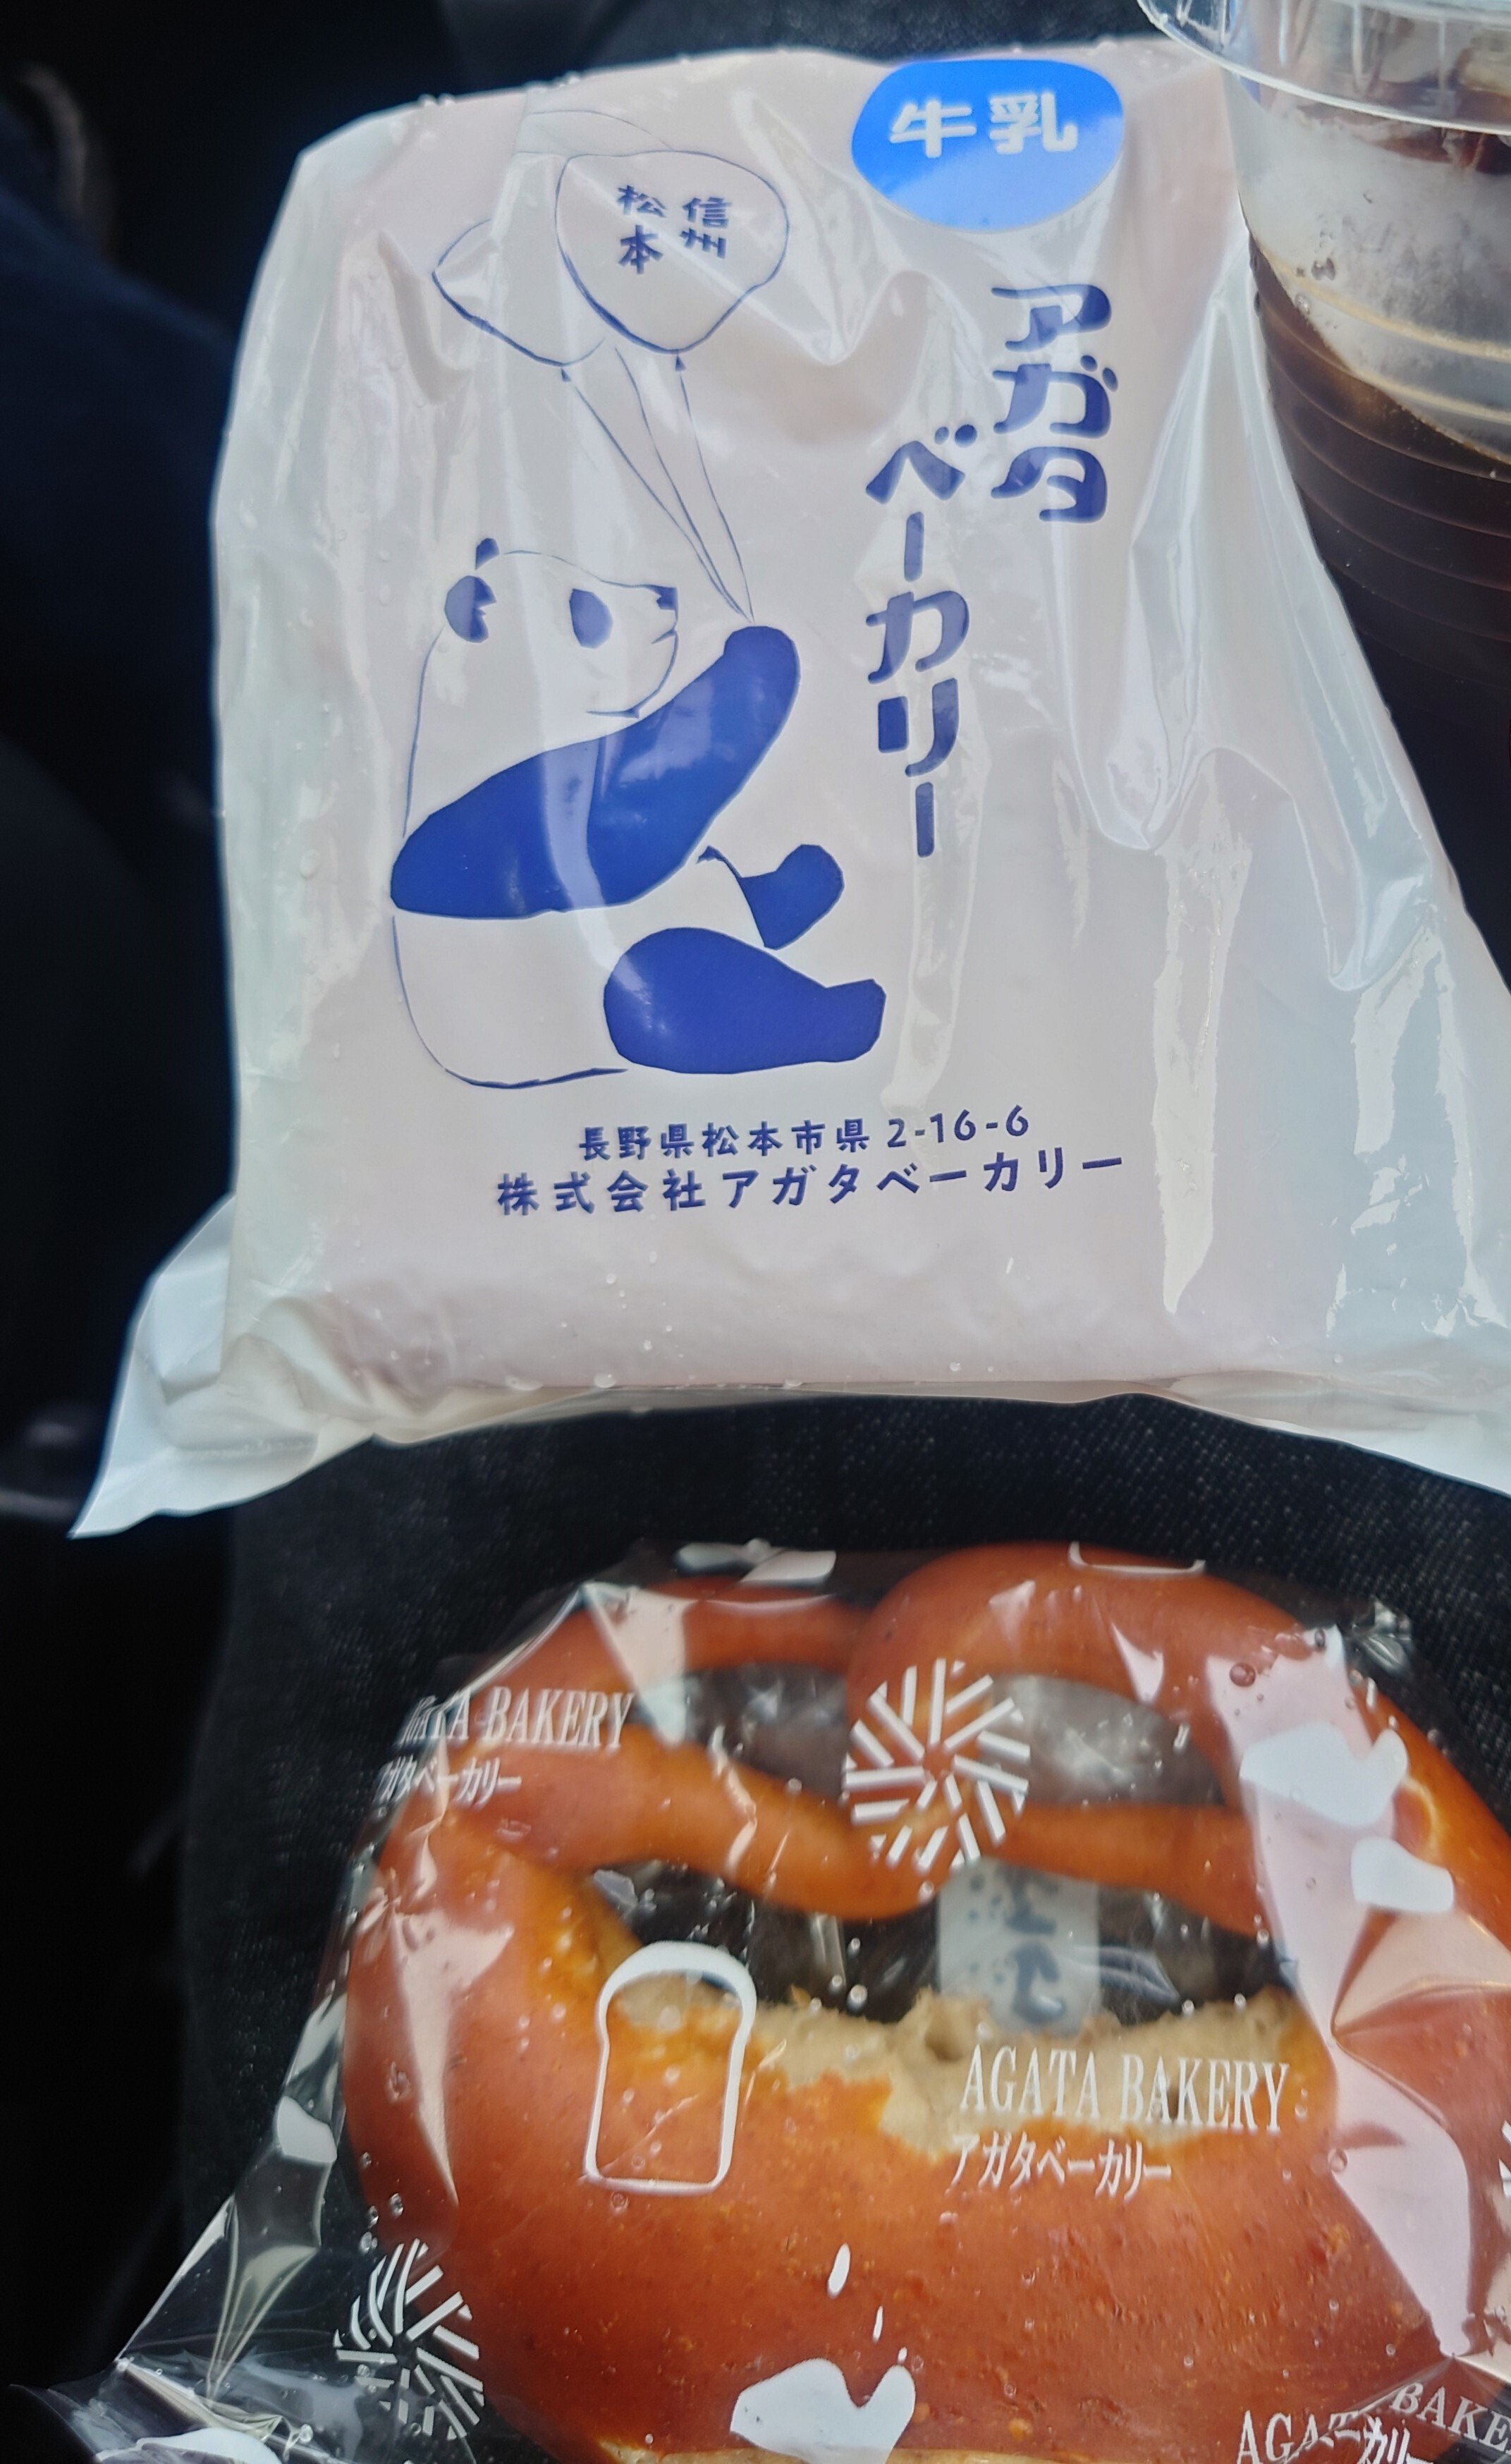 牛乳
信州
松本
アガタ
ベーカリー
長野県松本市県2-16-6
株式会社アガタベーカリー
AGATA BAKERY
アガタベーカリー
AGATA BAKERY
アガタベーカリー